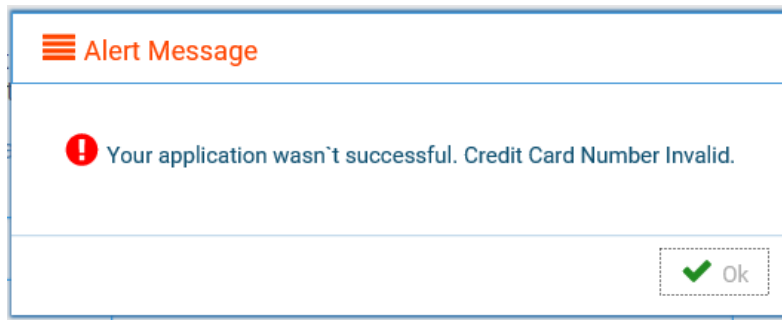 Alert Message
Your application wasn`t successful. Credit Card Number Invalid.
Ok